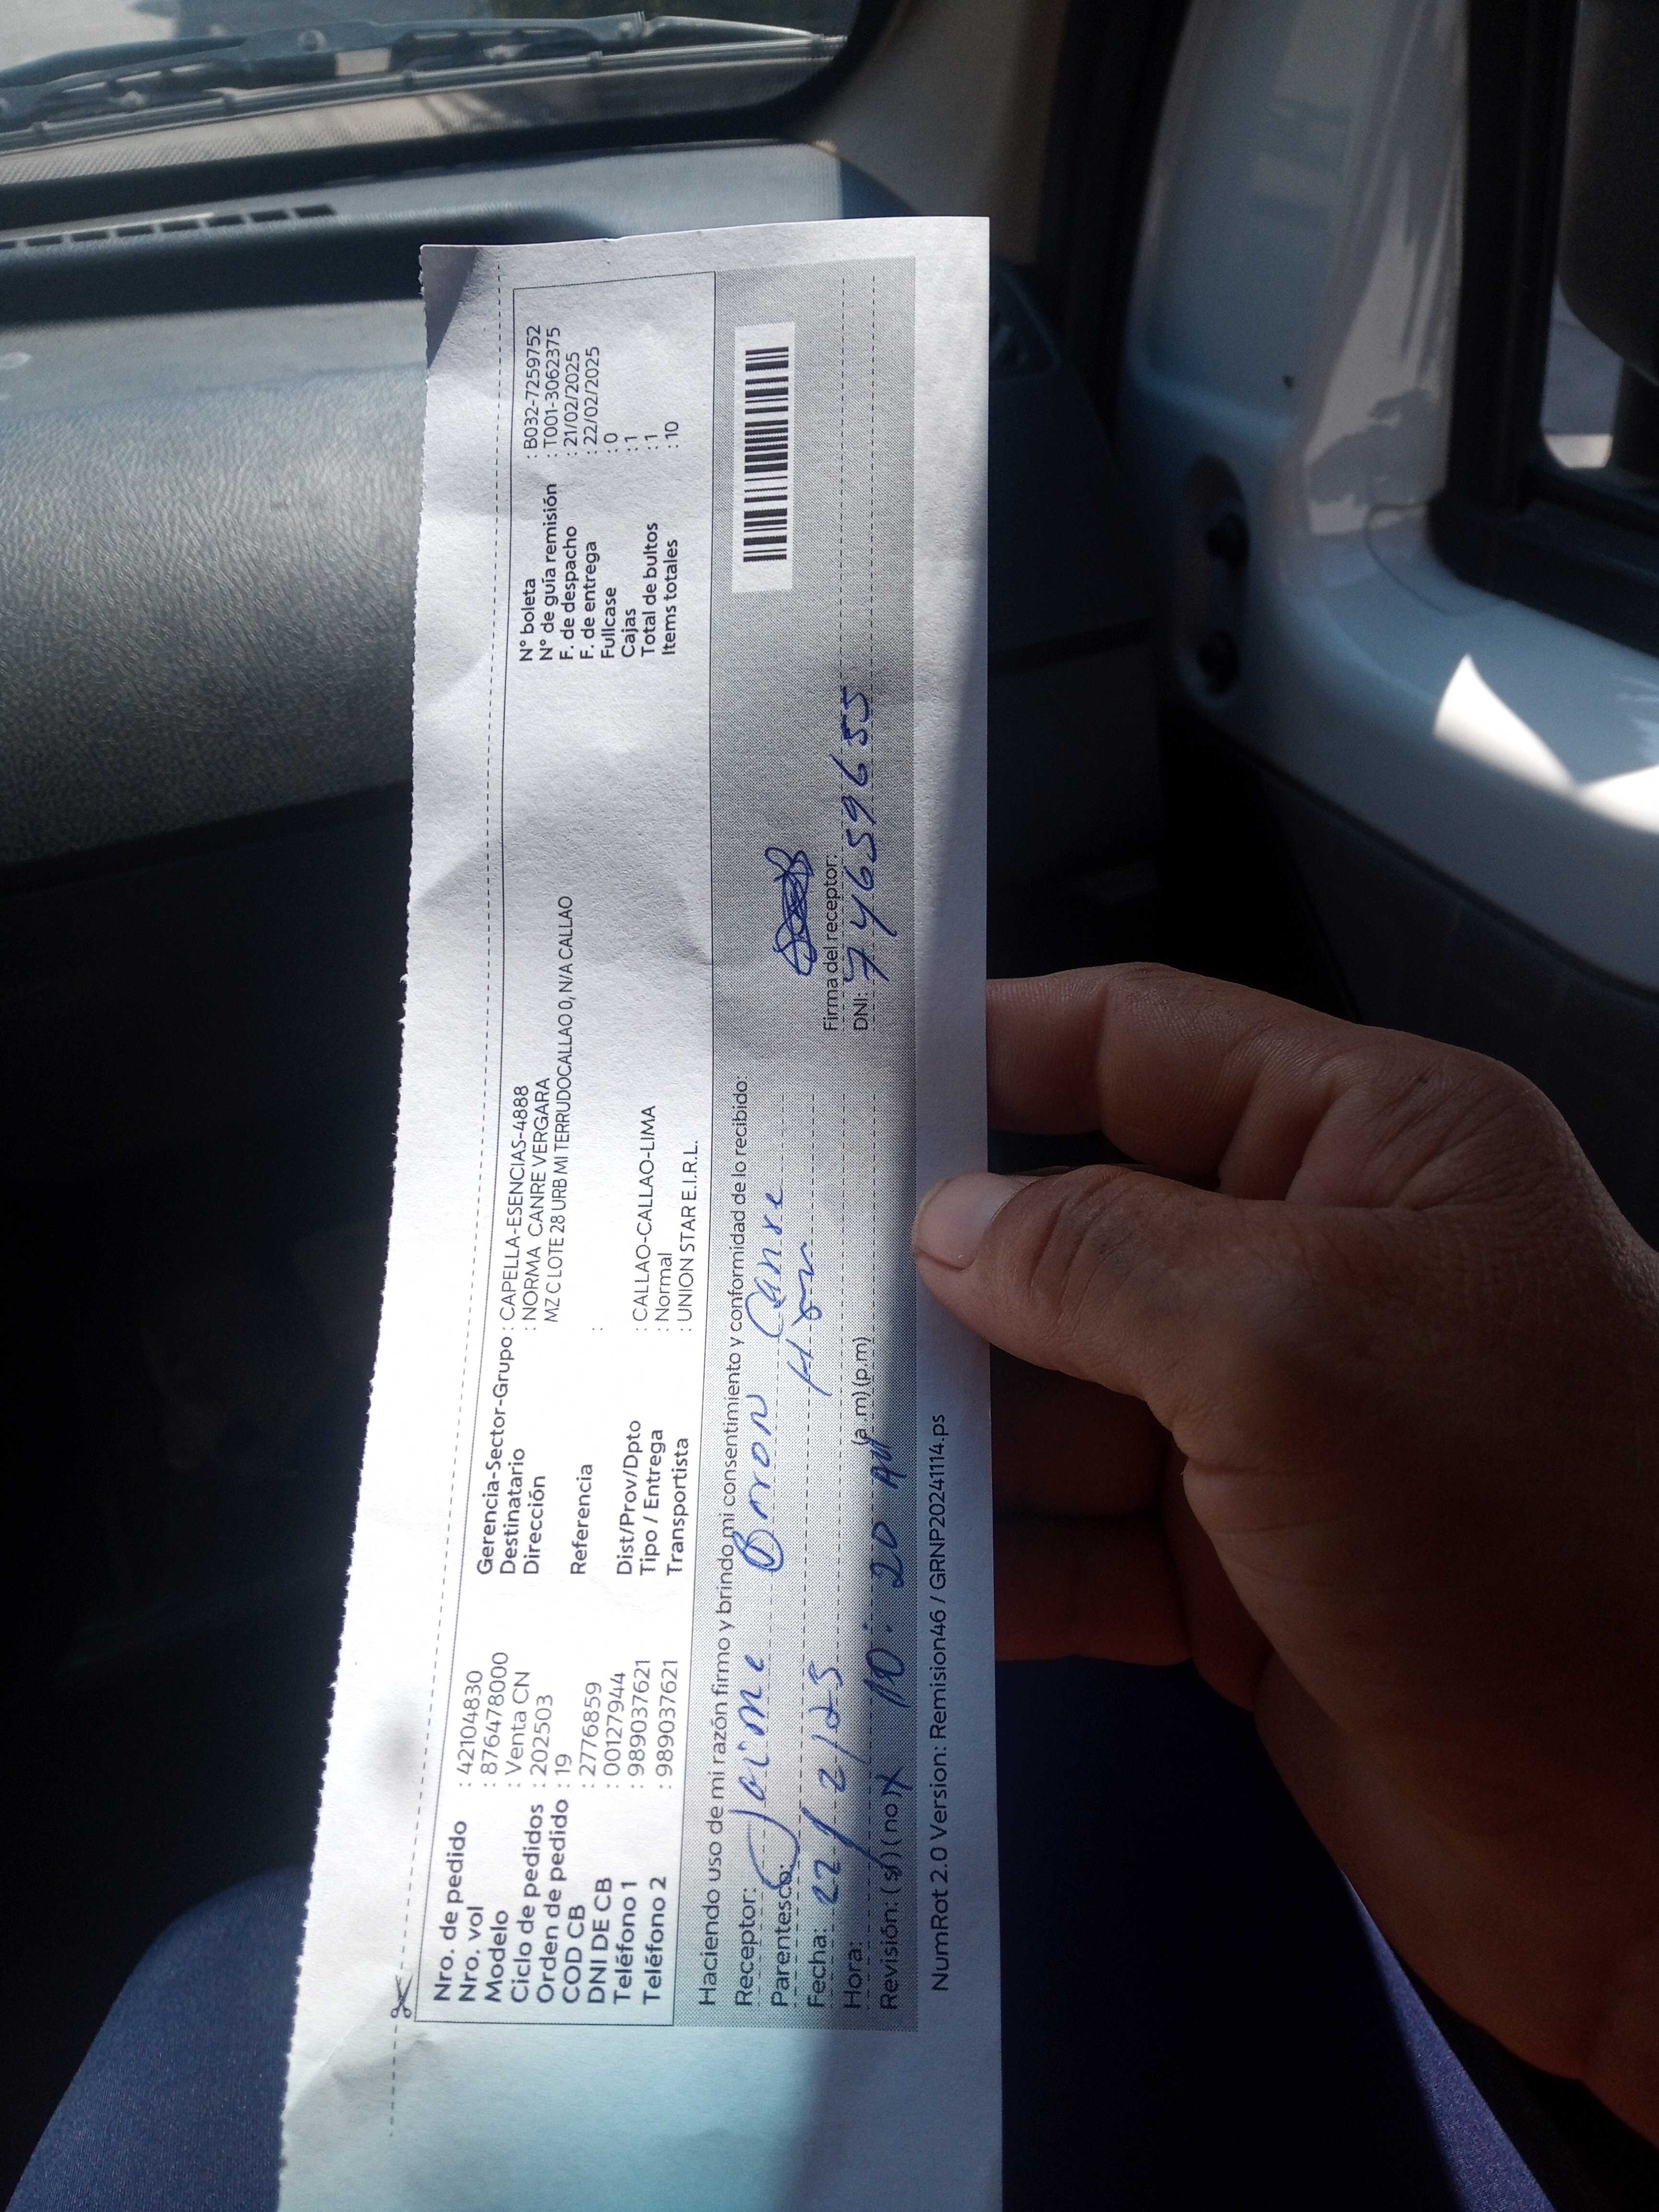 Nro. de pedido : 42104830
Nro. vol : 876478000
Modelo : Venta CN
Ciclo de pedidos : 202503
Orden de pedido : 19
COD CB : 2776859
DNI DE CB : 00127944
Teléfono 1 : 989037621
Teléfono 2 : 989037621
Gerencia-Sector-Grupo : CAPELLA-ESENCIAS-4888
Destinatario : NORMA CANRE VERGARA
Dirección MZ C LOTE 28 URB MI TERRUDOCALLAO 0, N/A CALLAO
Referencia :
Dist/Prov/Dpto : CALLAO-CALLAO-LIMA
Tipo / Entrega : Normal
Transportista : UNION STAR E.I.R.L.
N° boleta : B032-7259752
N° de guía remisión : T001-3062375
F. de despacho : 21/02/2025
F. de entrega : 22/02/2025
Fullcase : 0
Cajas : 1
Total de bultos : 1
Items totales : 10
Haciendo uso de mi razón firmo y brindo mi consentimiento y conformidad de lo recibido:
Receptor: Jaime Canre
Parentesco:
Fecha: 22/2/25
Hora: 10:20 AM (a.m) (p.m)
Revisión: (si) (no) X
Firma del receptor:
DNI: 74659655
NumRot 2.0 Version: Remision46 / GRNP20241114.ps